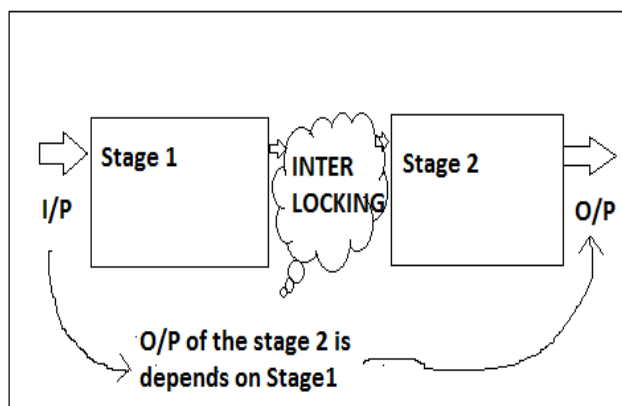 Stage 1
INTER
LOCKING
Stage 2
I/P
O/P
O/P of the stage 2 is
depends on Stage1